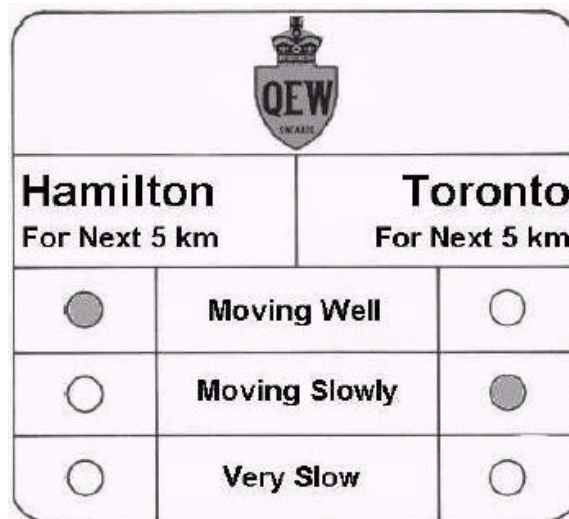 QEW
ONTARIO
Hamilton Toronto
For Next 5 km For Next 5 km
Moving Well
Moving Slowly
Very Slow